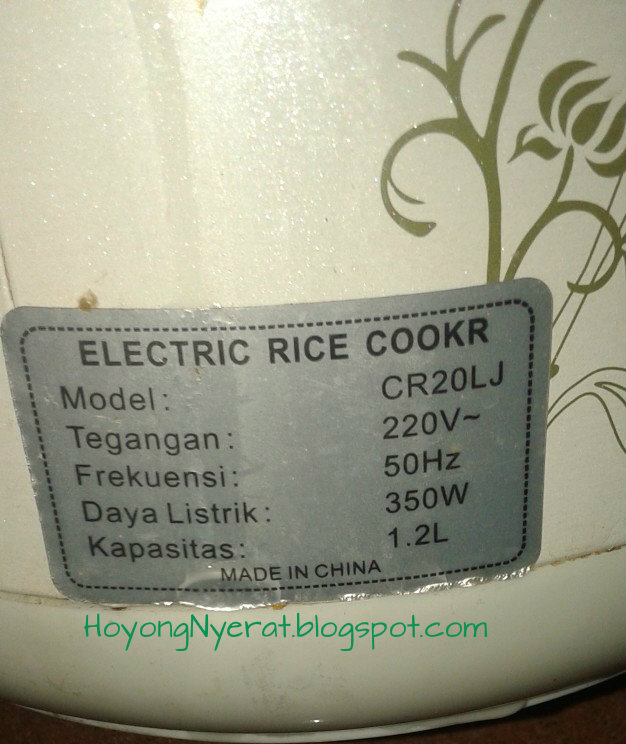 ELECTRIC RICE COOKR
Model: CR20LJ
Tegangan: 220V~
Frekuensi: 50Hz
Daya Listrik: 350W
Kapasitas: 1.2L
MADE IN CHINA
HoyongNyerat.blogspot.com